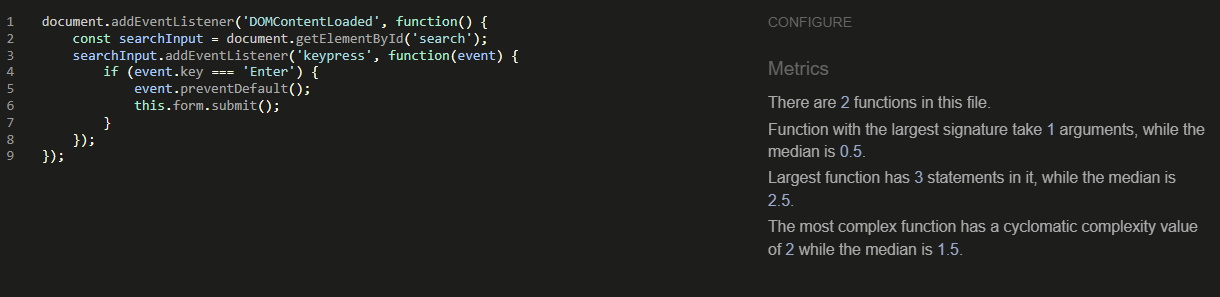 1 document.addEventListener('DOMContentLoaded', function() {
2 const searchInput = document.getElementById('search');
3 searchInput.addEventListener('keypress', function(event) {
4 if (event.key === 'Enter') {
5 event.preventDefault();
6 this.form.submit();
7 }
8 });
9 });
CONFIGURE
Metrics
There are 2 functions in this file.
Function with the largest signature take 1 arguments, while the
median is 0.5.
Largest function has 3 statements in it, while the median is
2.5.
The most complex function has a cyclomatic complexity value
of 2 while the median is 1.5.